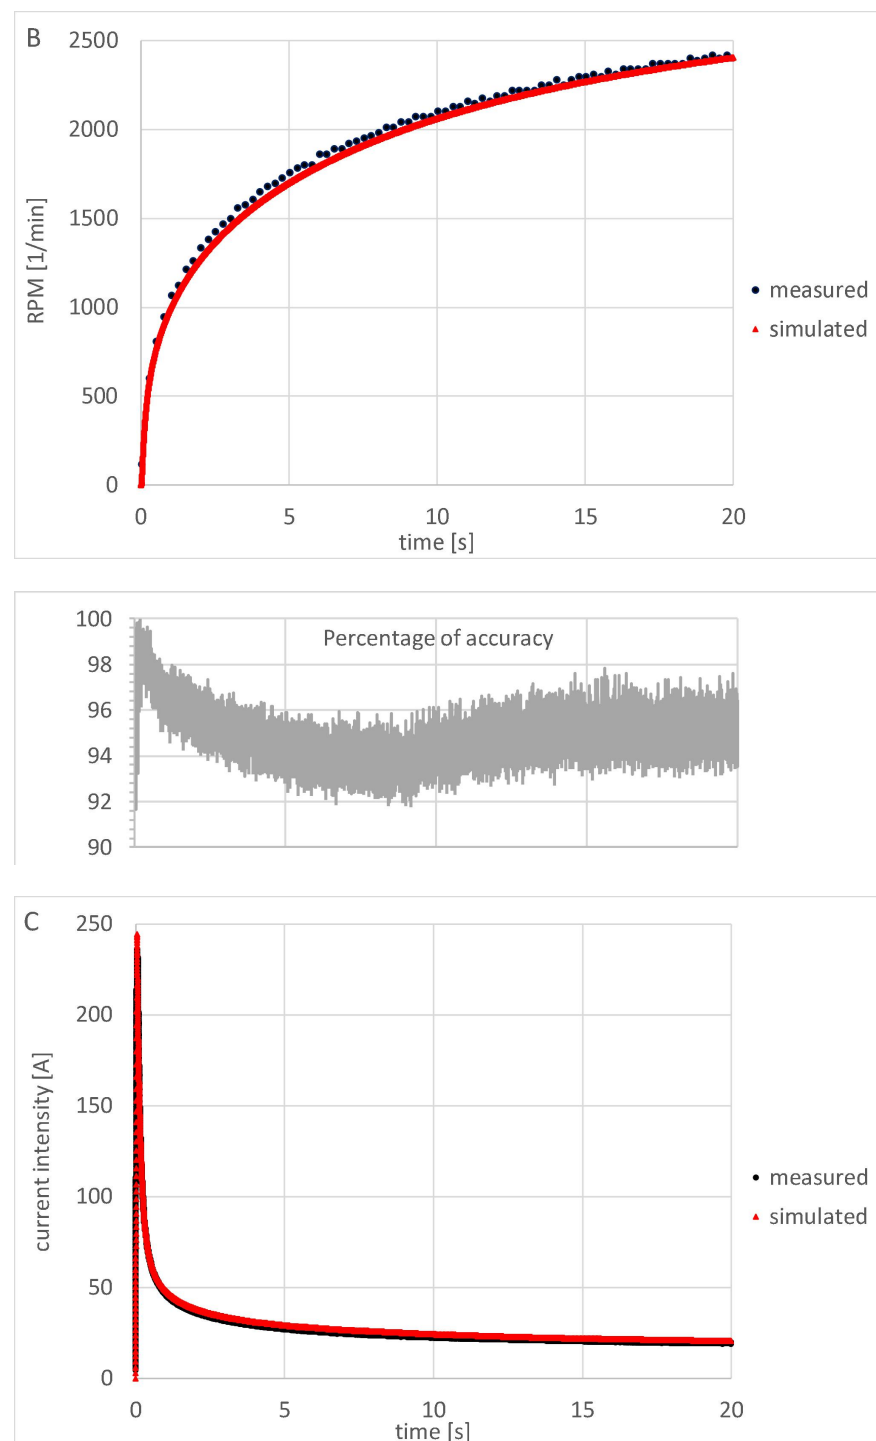 B
2500
2000
1500
1000
500
0
RPM [1/min]
0 5 10 15 20
time [s]
measured
simulated
Percentage of accuracy
100
98
96
94
92
90
C
250
200
150
100
50
0
current intensity [A]
0 5 10 15 20
time [s]
measured
simulated